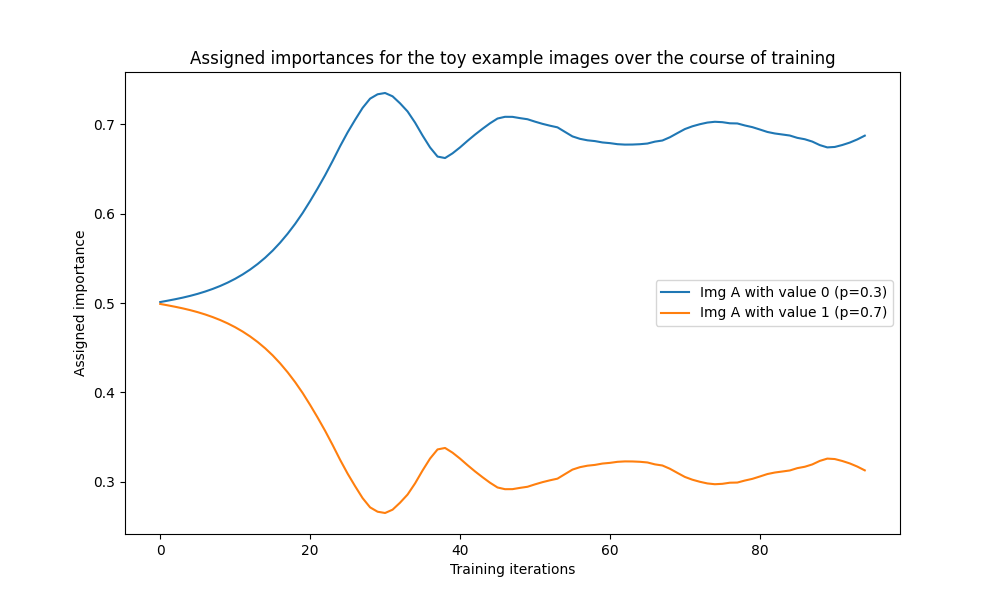 Assigned importances for the toy example images over the course of training
Assigned importance
0.7
0.6
0.5
0.4
0.3
Img A with value 0 (p=0.3)
Img A with value 1 (p=0.7)
0 20 40 60 80
Training iterations